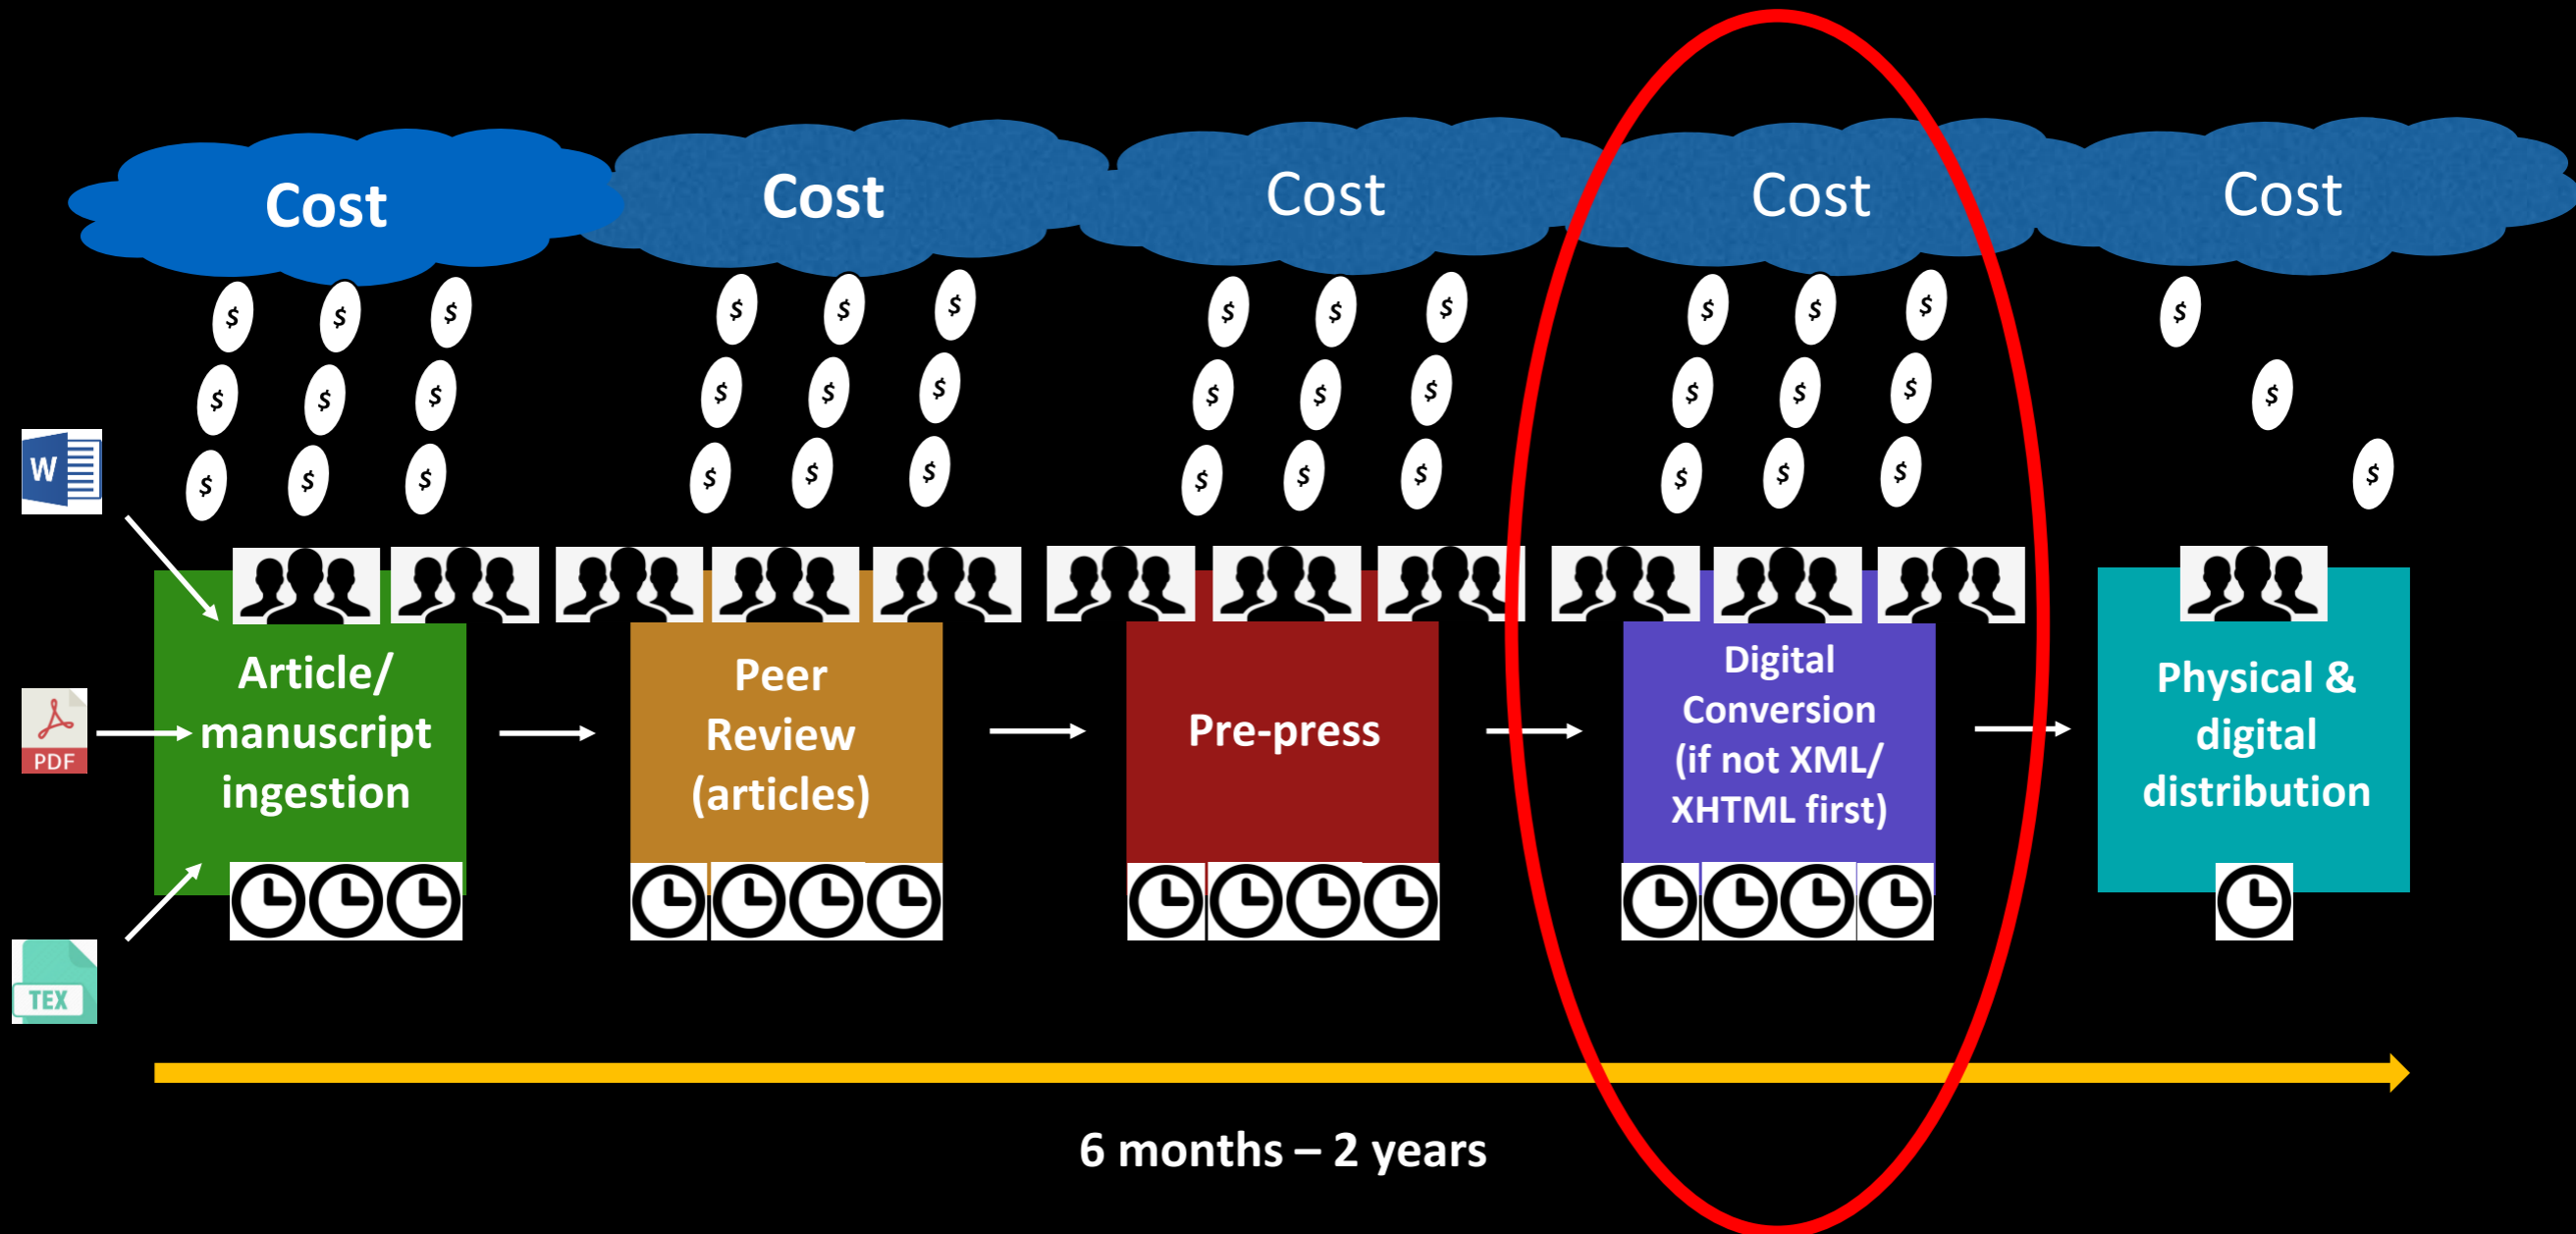 Cost
Cost
Cost
Cost
Cost
$ $ $ $ $ $ $ $ $ $ $ $ $
$ $ $ $ $ $ $ $ $ $ $ $ $
$ $ $ $ $ $ $ $ $ $ $ $ $
W
PDF
TEX
Article/
manuscript
ingestion
Peer
Review
(articles)
Pre-press
Digital
Conversion
(if not XML/
XHTML first)
Physical &
digital
distribution
6 months – 2 years